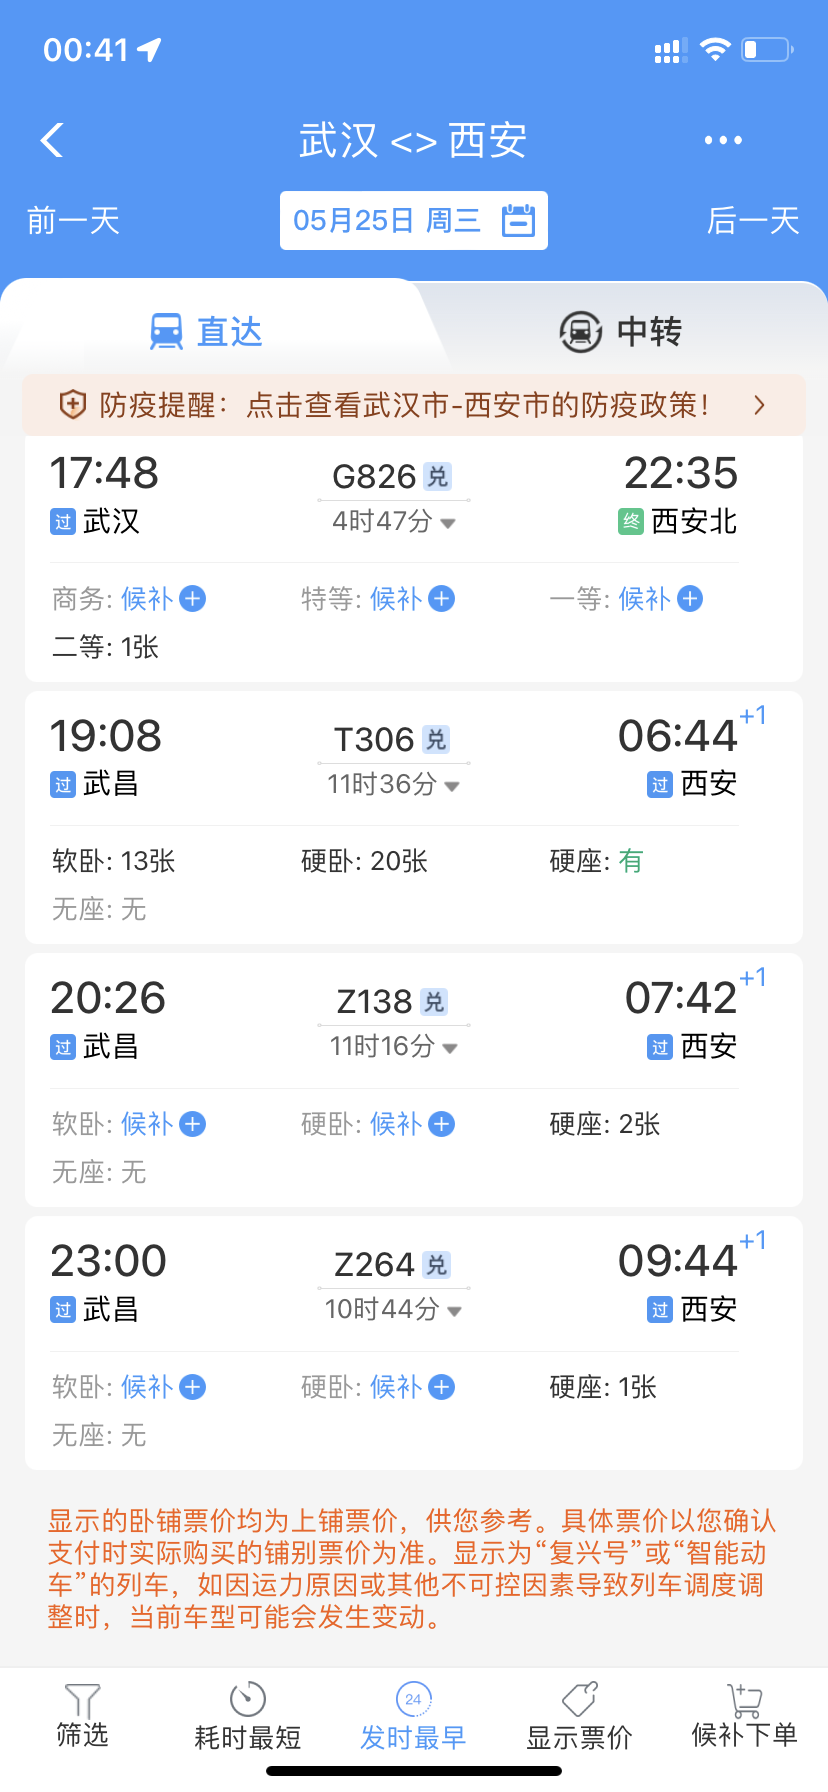 00:41
武汉 <> 西安
前一天 05月25日 周三 后一天
直达 中转
防疫提醒：点击查看武汉市-西安市的防疫政策！
17:48 G826 兑 22:35
过 武汉 4时47分 终 西安北
商务: 候补 特等: 候补 一等: 候补
二等: 1张
19:08 T306 兑 06:44 +1
过 武昌 11时36分 过 西安
软卧: 13张 硬卧: 20张 硬座: 有
无座: 无
20:26 Z138 兑 07:42 +1
过 武昌 11时16分 过 西安
软卧: 候补 硬卧: 候补 硬座: 2张
无座: 无
23:00 Z264 兑 09:44 +1
过 武昌 10时44分 过 西安
软卧: 候补 硬卧: 候补 硬座: 1张
无座: 无
显示的卧铺票价均为上铺票价，供您参考。具体票价以您确认
支付时实际购买的铺别票价为准。显示为“复兴号”或“智能动
车”的列车，如因运力原因或其他不可控因素导致列车调度调
整时，当前车型可能会发生变动。
24
筛选 耗时最短 发时最早 显示票价 候补下单